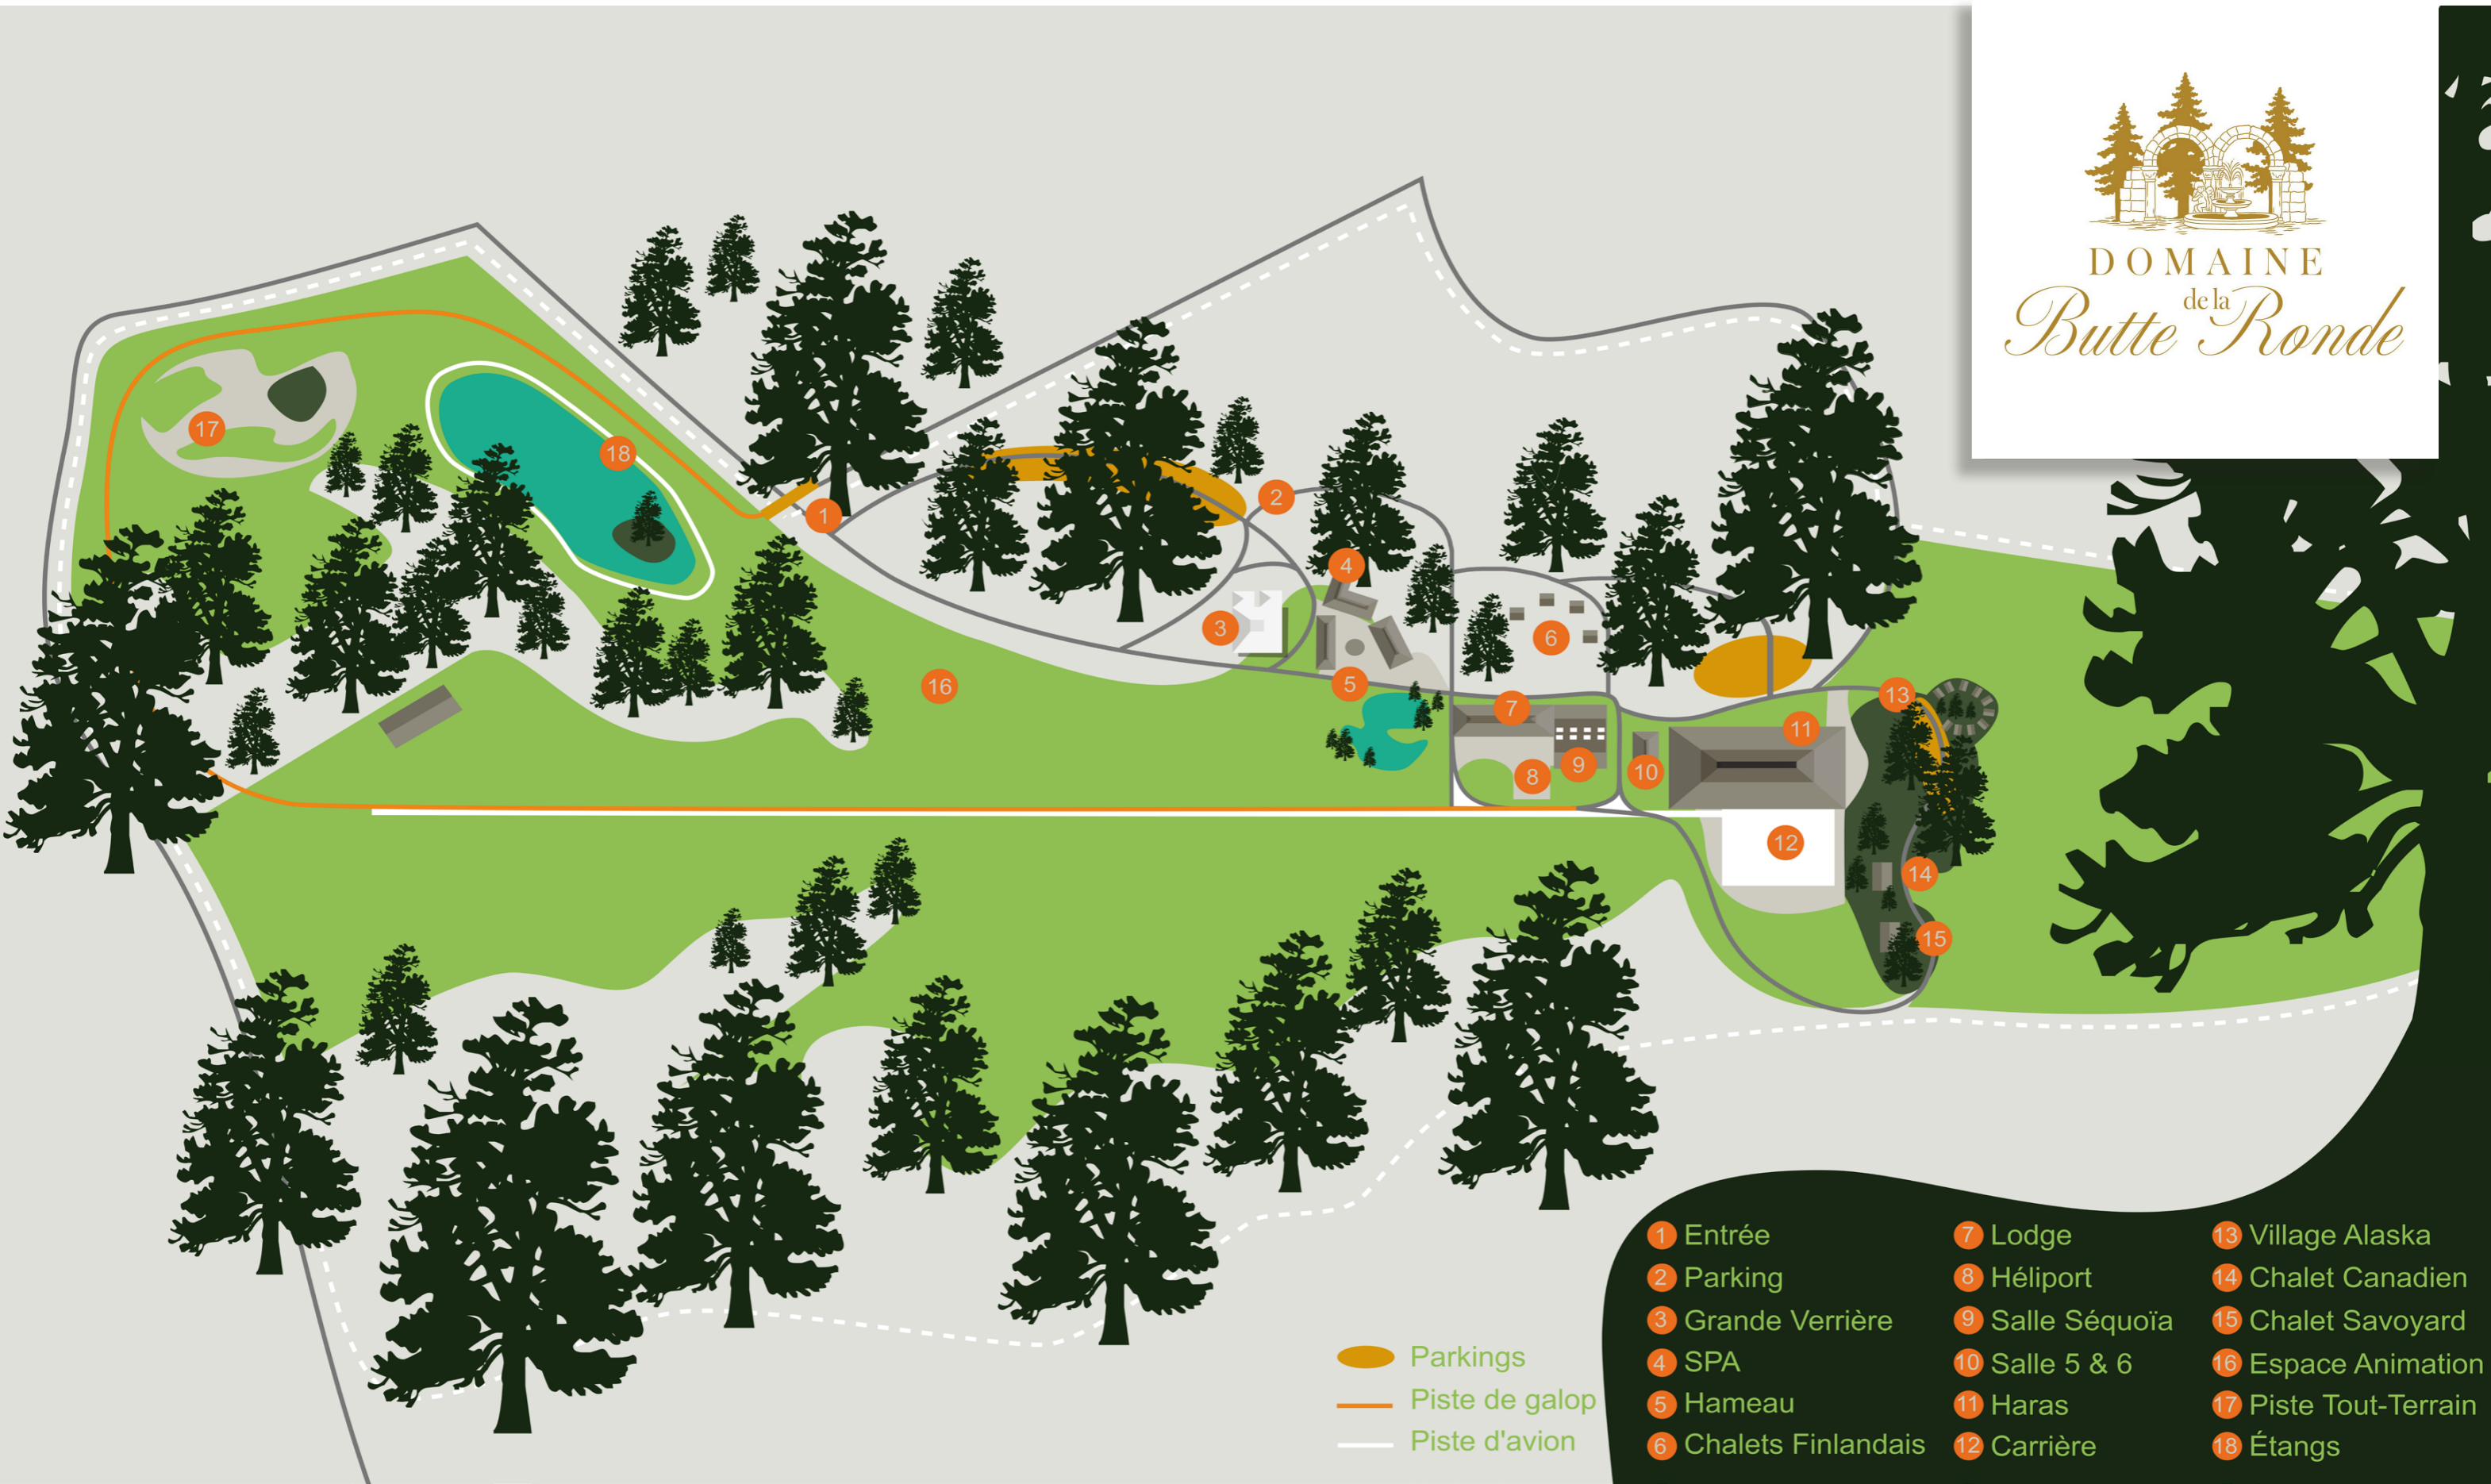 DOMAINE
de la
Butte Ronde
17
18
1
2
4
3
6
5
16
7
13
11
9
8
10
12
14
15
Parkings
Piste de galop
Piste d'avion
1 Entrée
2 Parking
3 Grande Verrière
4 SPA
5 Hameau
6 Chalets Finlandais
7 Lodge
8 Héliport
9 Salle Séquoïa
10 Salle 5 & 6
11 Haras
12 Carrière
13 Village Alaska
14 Chalet Canadien
15 Chalet Savoyard
16 Espace Animation
17 Piste Tout-Terrain
18 Étangs